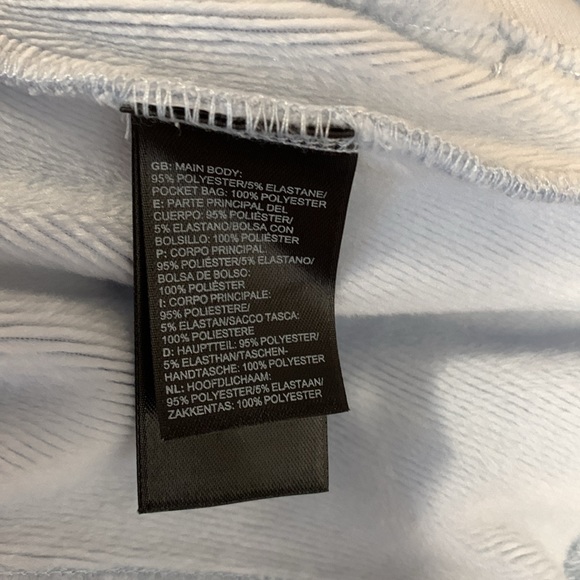 GB: MAIN BODY:
95% POLYESTER/5% ELASTANE/
POCKET BAG: 100% POLYESTER
E: PARTE PRINCIPAL DEL
CUERPO: 95% POLIÉSTER/
5% ELASTANO/BOLSA CON
BOLSILLO: 100% POLIÉSTER
P: CORPO PRINCIPAL:
95% POLIÉSTER/5% ELASTANO/
BOLSA DE BOLSO:
100% POLIÉSTER
I: CORPO PRINCIPALE:
95% POLIESTERE/
5% ELASTAN/SACCO TASCA:
100% POLIESTERE
D: HAUPTTEIL: 95% POLYESTER/
5% ELASTHAN/TASCHEN-
HANDTASCHE: 100% POLYESTER
NL: HOOFDLICHAAM:
95% POLYESTER/5% ELASTAAN/
ZAKKENTAS: 100% POLYESTER